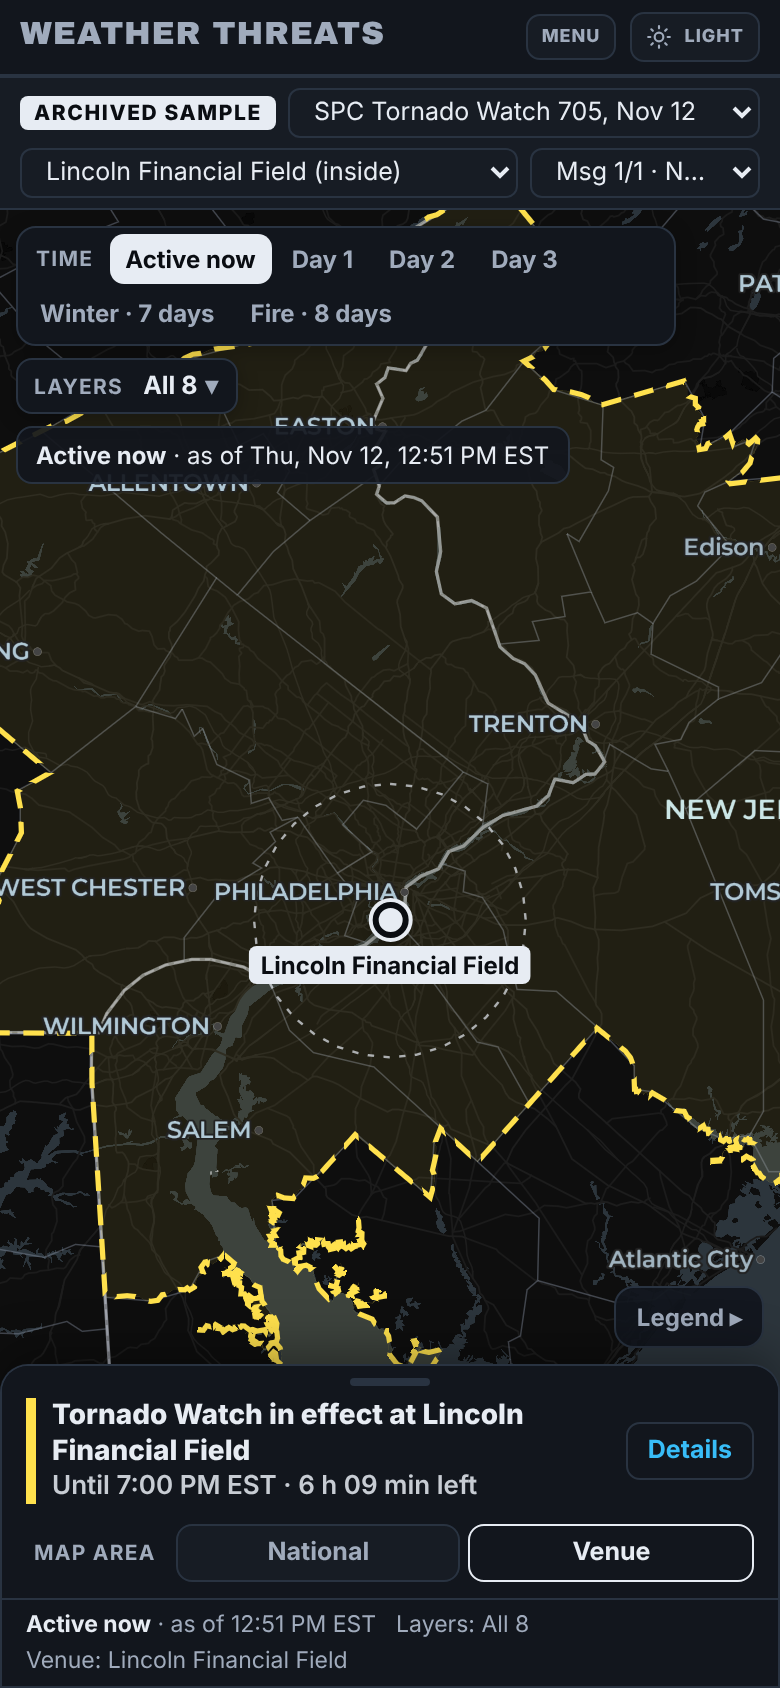 WEATHER THREATS
MENU
LIGHT
ARCHIVED SAMPLE
SPC Tornado Watch 705, Nov 12
Lincoln Financial Field (inside)
Msg 1/1 · N...
TIME
Active now
Day 1
Day 2
Day 3
Winter · 7 days
Fire · 8 days
PAT
LAYERS
All 8 ▾
EASTON
Active now · as of Thu, Nov 12, 12:51 PM EST
ALLENTOWN
Edison
NG
TRENTON
NEW JE
WEST CHESTER
PHILADELPHIA
TOMS
Lincoln Financial Field
WILMINGTON
SALEM
Atlantic City
Legend ▸
Tornado Watch in effect at Lincoln
Financial Field
Until 7:00 PM EST · 6 h 09 min left
Details
MAP AREA
National
Venue
Active now · as of 12:51 PM EST Layers: All 8
Venue: Lincoln Financial Field